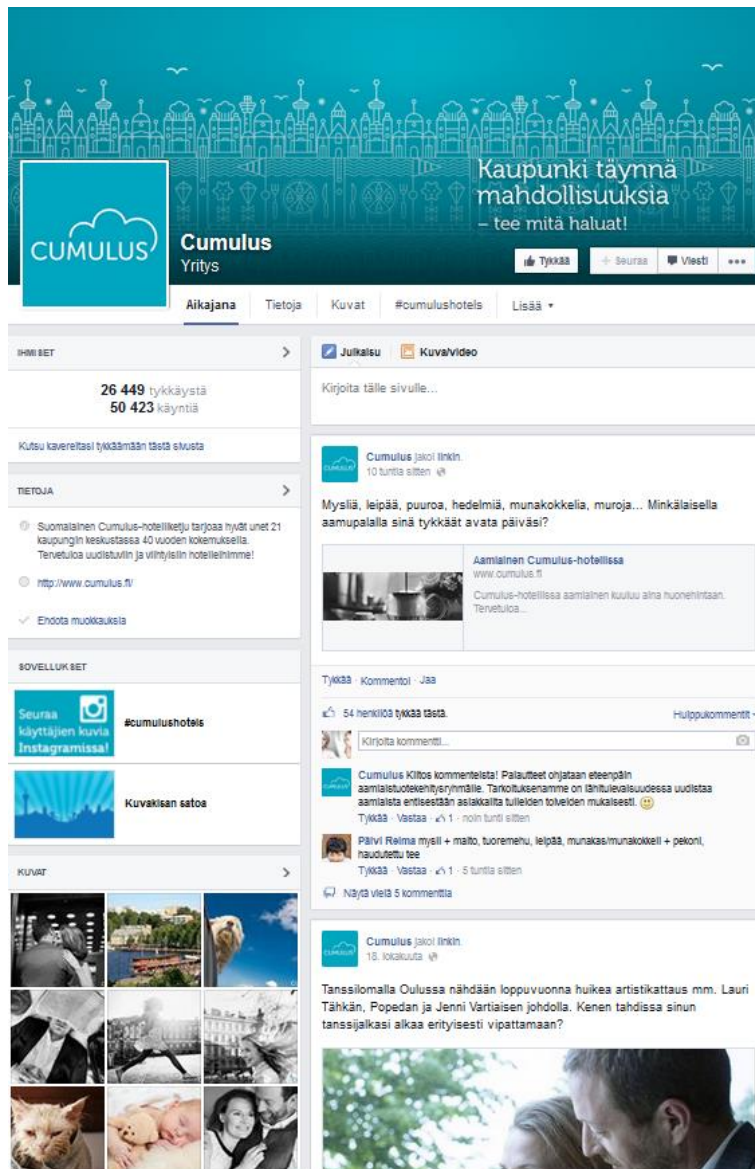 Kaupunki täynnä
mahdollisuuksia
– tee mitä haluat!
CUMULUS
Cumulus
Yritys
Tykkää
Seuraa
Viesti
Aikajana
Tietoja
Kuvat
#cumulushotels
Lisää
IHMISET
26 449 tykkäystä
50 423 käyntiä
Kutsu kavereitasi tykkäämään tästä sivusta
TIETOJA
Suomalainen Cumulus-hotelliketju tarjoaa hyvät unet 21
kaupungin keskustassa 40 vuoden kokemuksella.
Tervetuloa uudistuviin ja viihtyisiin hotelleihimme!
http://www.cumulus.fi/
Ehdota muokkauksia
SOVELLUKSET
Seuraa
käyttäjien kuvia
Instagramissa!
#cumulushotels
Kuvakisan satoa
KUVAT
Julkaisu
Kuva/video
Kirjoita tälle sivulle...
CUMULUS
Cumulus jakoi linkin.
10 tuntia sitten
Mysliä, leipää, puuroa, hedelmiä, munakokkelia, muroja... Minkälaisella
aamupalalla sinä tykkäät avata päiväsi?
Aamiainen Cumulus-hotellissa
www.cumulus.fi
Cumulus-hotellissa aamiainen kuuluu aina huonehintaan.
Tervetuloa...
Tykkää · Kommentoi · Jaa
54 henkilöä tykkää tästä.
Huippukommentit
Kirjoita kommentti...
CUMULUS
Cumulus Kiitos kommenteista! Palautteet ohjataan eteenpäin
aamiaistuotekehitysryhmälle. Tarkoituksenamme on lähitulevaisuudessa uudistaa
aamiaista entisestään asiakkailta tulleiden toiveiden mukaisesti.
Tykkää · Vastaa · 1 · noin tunti sitten
Päivi Reima mysli + maito, tuoremehu, leipää, munakas/munakokkeli + pekoni,
haudutettu tee
Tykkää · Vastaa · 1 · 5 tuntia sitten
Näytä vielä 5 kommenttia
CUMULUS
Cumulus jakoi linkin.
18. lokakuuta
Tanssilomalla Oulussa nähdään loppuvuonna huikea artistikattaus mm. Lauri
Tähkän, Popedan ja Jenni Vartiaisen johdolla. Kenen tahdissa sinun
tanssijalkasi alkaa erityisesti vipattamaan?